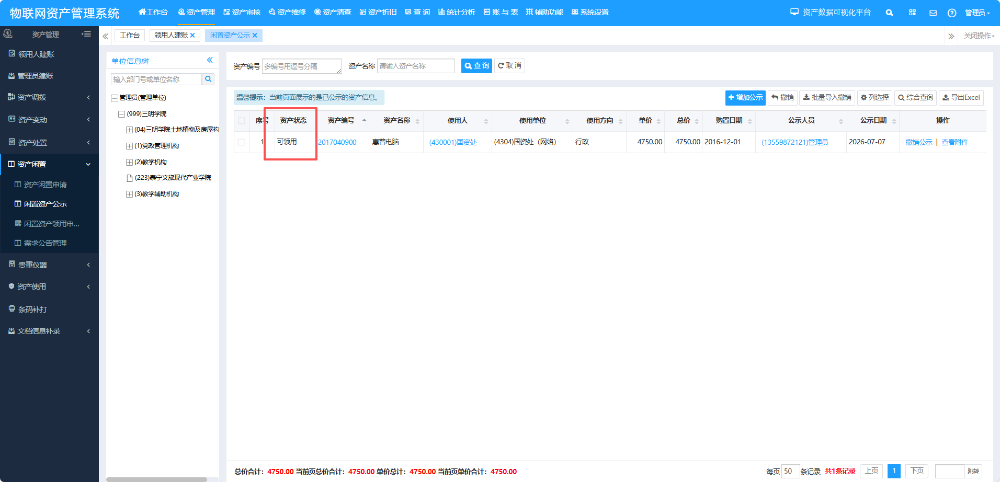 物联网资产管理系统
工作台 资产管理 资产审核 资产维修 资产清查 资产折旧 查 询 统计分析 账 与 表 辅助功能 系统设置
资产数据可视化平台 管理员
资产管理
领用人建账
管理员建账
资产调拨
资产变动
资产处置
资产闲置
资产闲置申请
闲置资产公示
闲置资产领用申...
需求公告管理
贵重仪器
资产使用
条码补打
文档信息补录
工作台 领用人建账 闲置资产公示 关闭操作
单位信息树
输入部门号或单位名称
管理员(管理单位)
(999)三明学院
(04)三明学院土地植物及房屋构
(1)党政管理机构
(2)教学机构
(223)泰宁文旅现代产业学院
(3)教学辅助机构
资产编号 多编号用逗号分隔 资产名称 请输入资产名称 查 询 取 消
温馨提示：当前页面展示的是已公示的资产信息。
增加公示 撤销 批量导入撤销 列选择 综合查询 导出Excel
序号 资产状态 资产编号 资产名称 使用人 使用单位 使用方向 单价 总价 购置日期 公示人员 公示日期 操作
1 可领用 2017040900 惠普电脑 (430001)国资处 (4304)国资处（网络） 行政 4750.00 4750.00 2016-12-01 (13559872121)管理员 2026-07-07 撤销公示 | 查看附件
总价合计：4750.00 当前页总价合计：4750.00 单价总计：4750.00 当前页单价合计：4750.00
每页 50 条记录 共1条记录 上页 1 下页 跳转